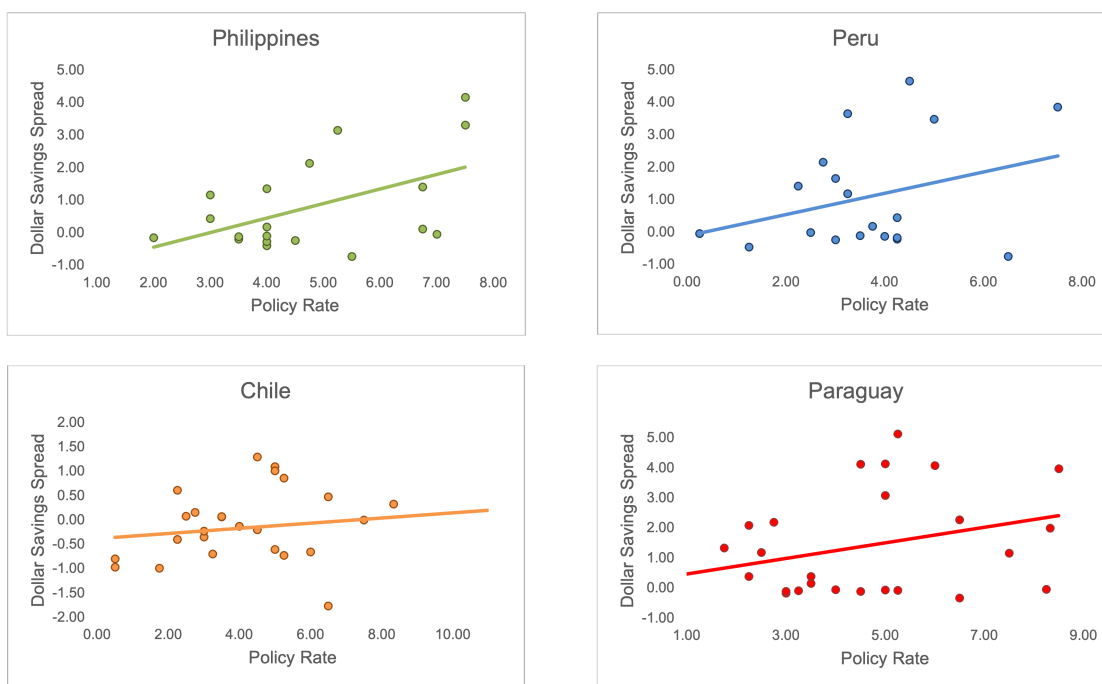 Philippines
Dollar Savings Spread
5.00
4.00
3.00
2.00
1.00
0.00
-1.00
1.00 2.00 3.00 4.00 5.00 6.00 7.00 8.00
Policy Rate
Peru
Dollar Savings Spread
5.00
4.00
3.00
2.00
1.00
0.00
-1.00
0.00 2.00 4.00 6.00 8.00
Policy Rate
Chile
Dollar Savings Spread
2.00
1.50
1.00
0.50
0.00
-0.50
-1.00
-1.50
-2.00
0.00 2.00 4.00 6.00 8.00 10.00
Policy Rate
Paraguay
Dollar Savings Spread
5.00
4.00
3.00
2.00
1.00
0.00
-1.00
1.00 3.00 5.00 7.00 9.00
Policy Rate